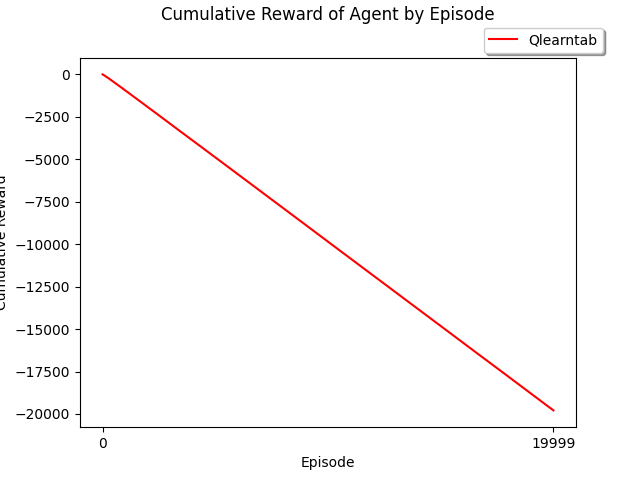 Cumulative Reward of Agent by Episode
Qlearntab
0
−2500
−5000
−7500
−10000
−12500
−15000
−17500
−20000
Cumulative Reward
0 19999
Episode